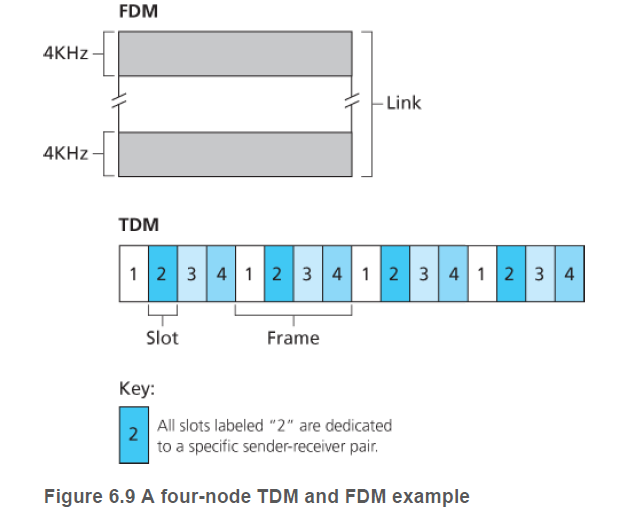 FDM
4KHz
Link
4KHz
TDM
1 2 3 4 1 2 3 4 1 2 3 4 1 2 3 4
Slot Frame
Key:
2
All slots labeled "2" are dedicated
to a specific sender-receiver pair.
Figure 6.9 A four-node TDM and FDM example